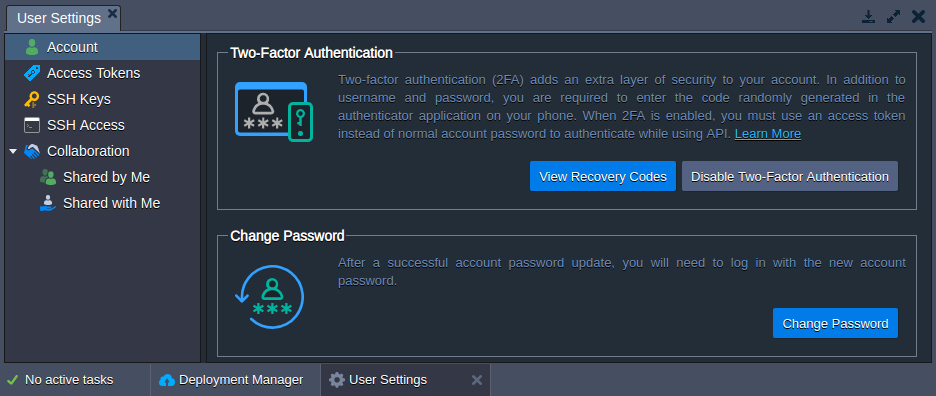 User Settings
Account
Access Tokens
SSH Keys
SSH Access
Collaboration
Shared by Me
Shared with Me
Two-Factor Authentication
Two-factor authentication (2FA) adds an extra layer of security to your account. In addition to
username and password, you are required to enter the code randomly generated in the
authenticator application on your phone. When 2FA is enabled, you must use an access token
instead of normal account password to authenticate while using API. Learn More
View Recovery Codes
Disable Two-Factor Authentication
Change Password
After a successful account password update, you will need to log in with the new account
password.
Change Password
No active tasks
Deployment Manager
User Settings